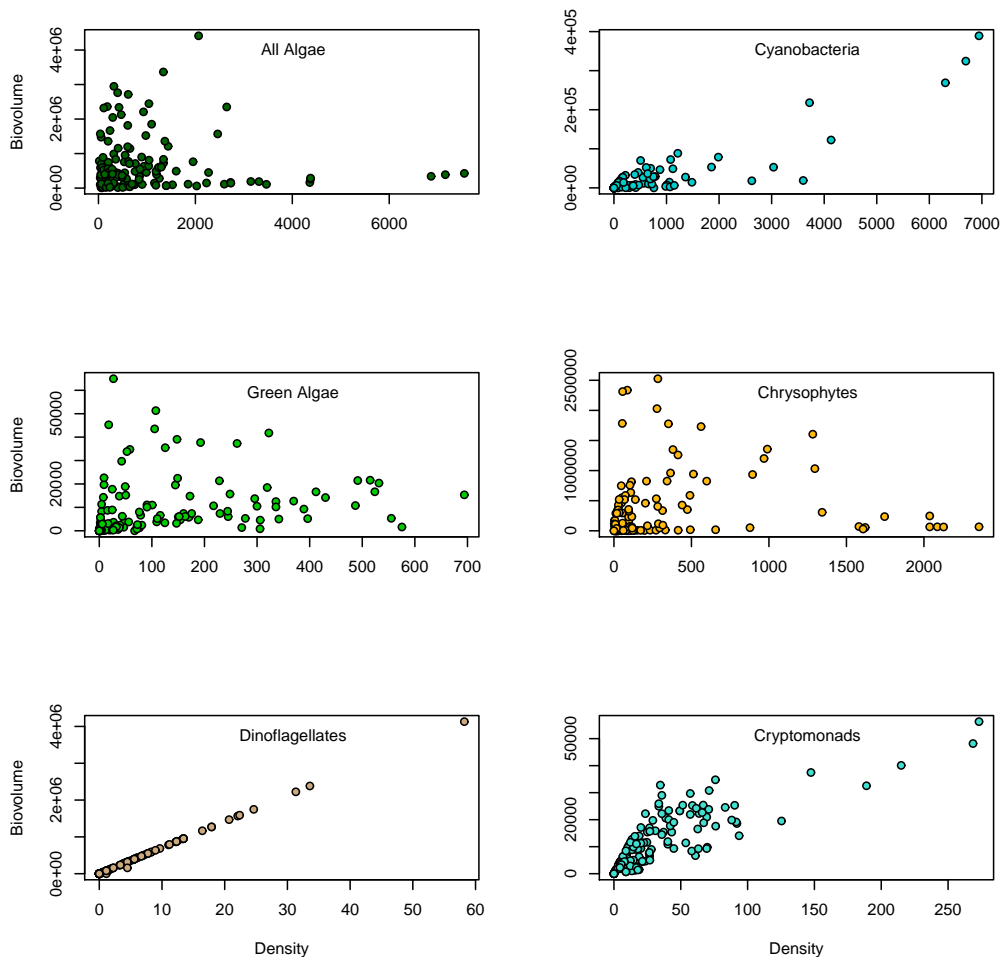 All Algae
Biovolume
4e+06
2e+06
0e+00
0 2000 4000 6000
Cyanobacteria
4e+05
2e+05
0e+00
0 1000 2000 3000 4000 5000 6000 7000
Green Algae
Biovolume
50000
20000
0
0 100 200 300 400 500 600 700
Chrysophytes
2500000
1000000
0
0 500 1000 1500 2000
Dinoflagellates
Biovolume
4e+06
2e+06
0e+00
0 10 20 30 40 50 60
Density
Cryptomonads
50000
20000
0
0 50 100 150 200 250
Density